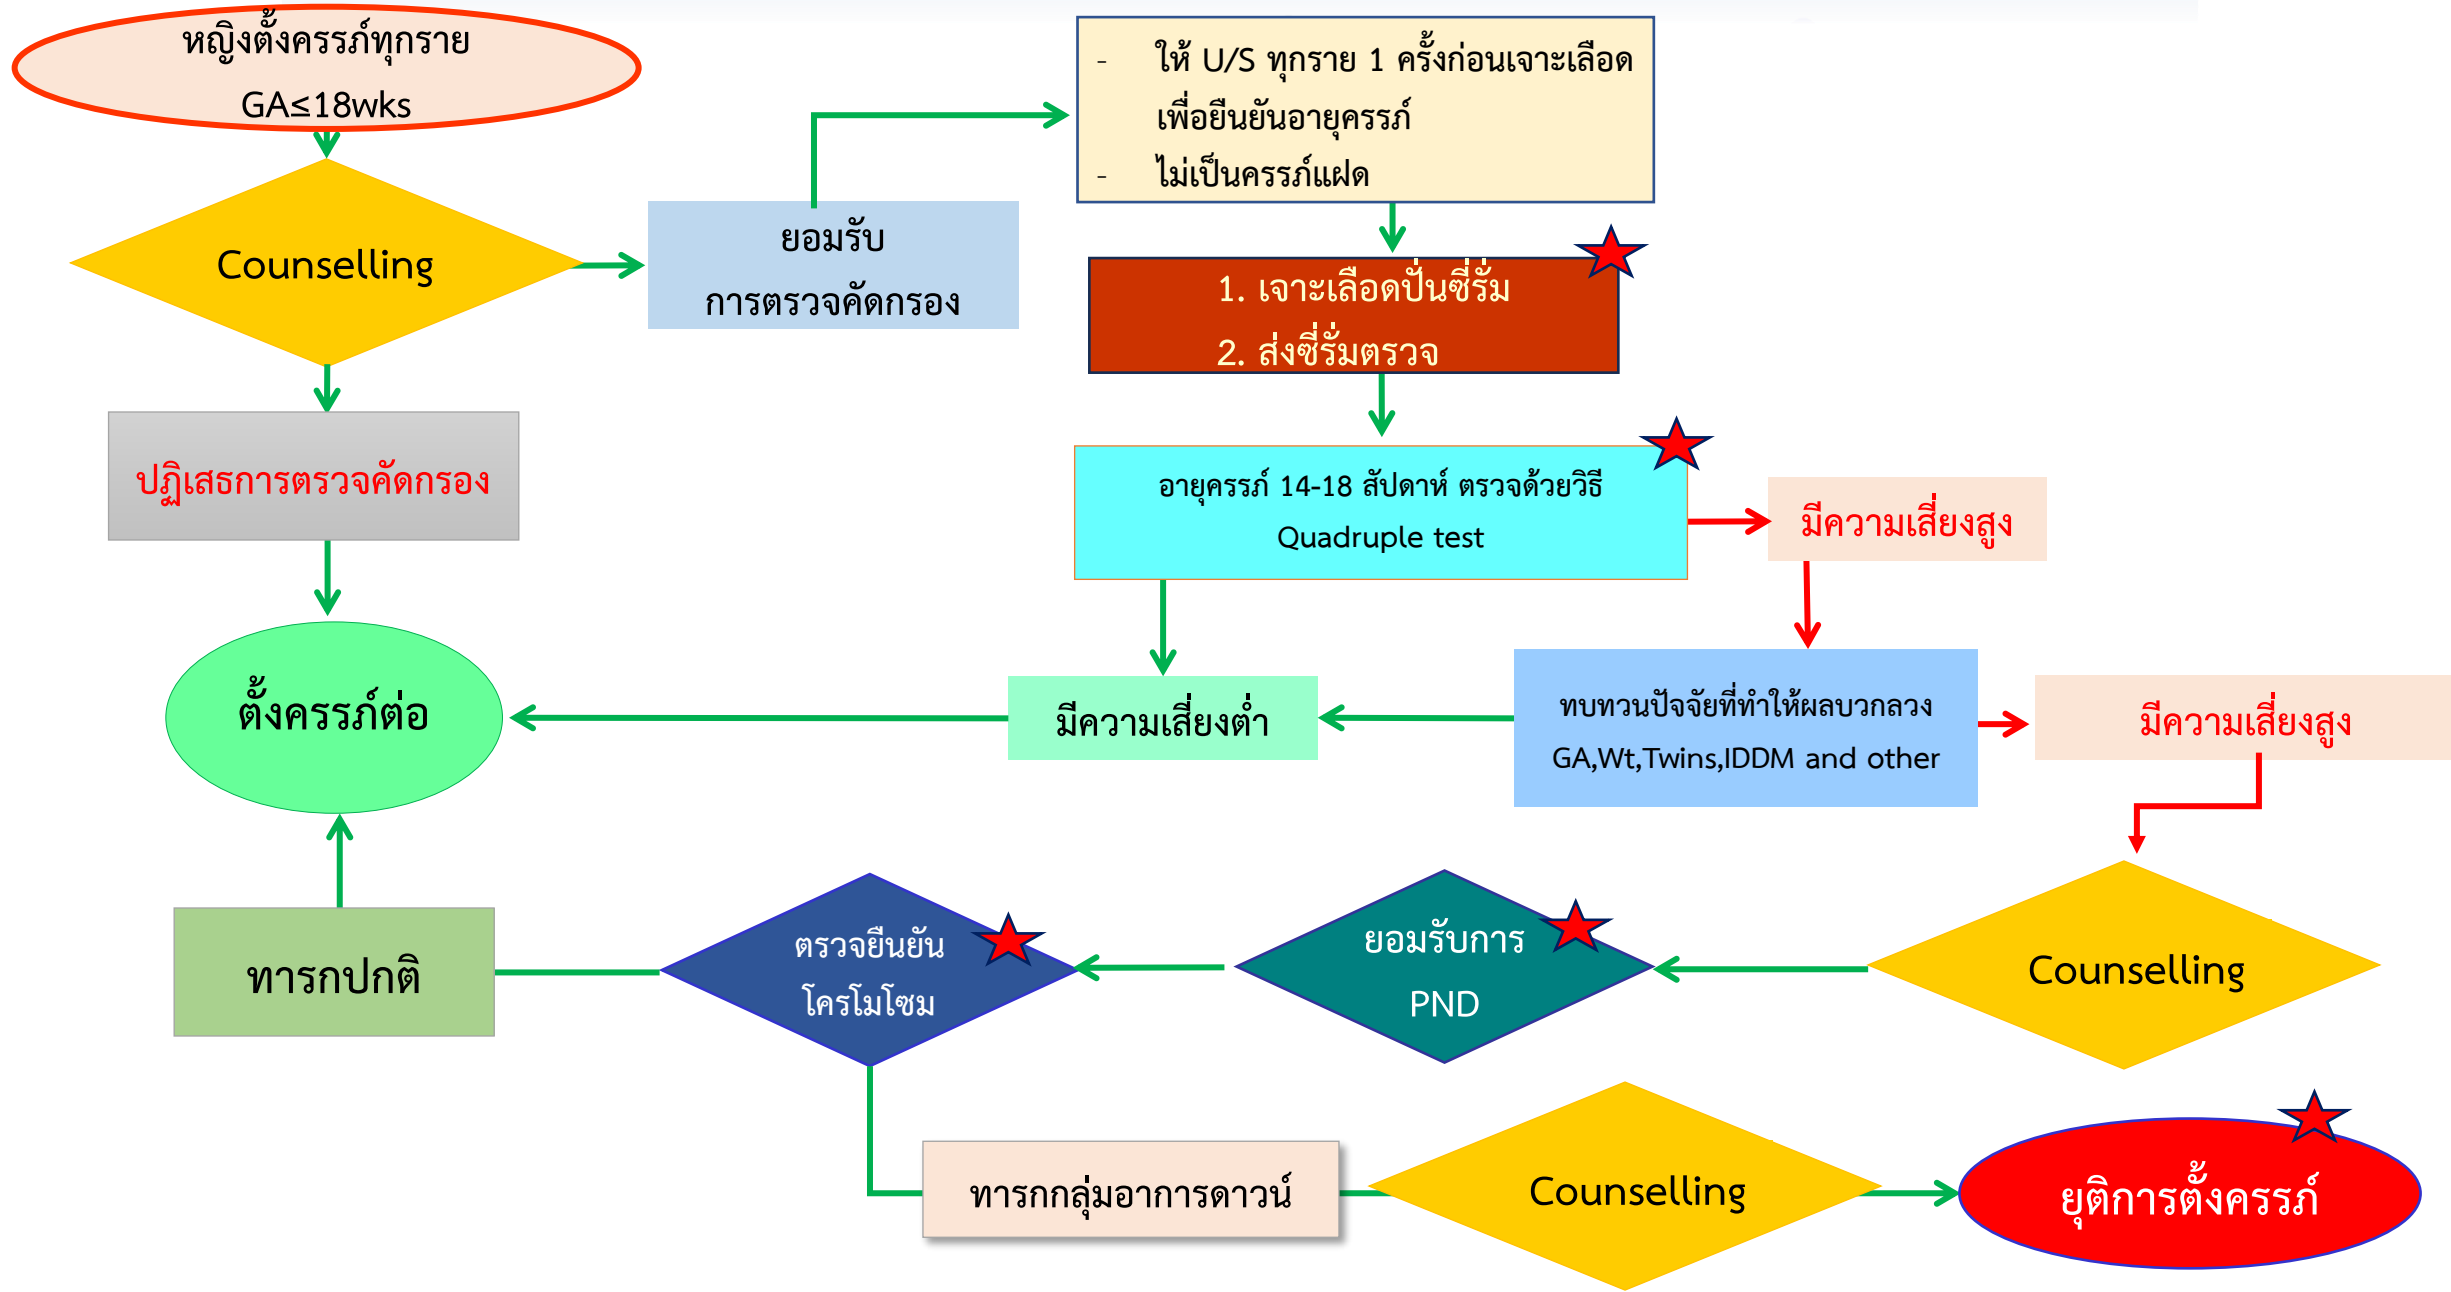 หญิงตั้งครรภ์ทุกราย
GA≤18wks
Counselling
ยอมรับ
การตรวจคัดกรอง
- ให้ U/S ทุกราย 1 ครั้งก่อนเจาะเลือด
เพื่อยืนยันอายุครรภ์
- ไม่เป็นครรภ์แฝด
1. เจาะเลือดปั่นซี่รั่ม
2. ส่งซี่รั่มตรวจ
ปฏิเสธการตรวจคัดกรอง
อายุครรภ์ 14-18 สัปดาห์ ตรวจด้วยวิธี
Quadruple test
มีความเสี่ยงสูง
ตั้งครรภ์ต่อ
มีความเสี่ยงต่ำ
ทบทวนปัจจัยที่ทำให้ผลบวกลวง
GA,Wt,Twins,IDDM and other
มีความเสี่ยงสูง
ทารกปกติ
ตรวจยืนยัน
โครโมโซม
ยอมรับการ
PND
Counselling
ทารกกลุ่มอาการดาวน์
Counselling
ยุติการตั้งครรภ์